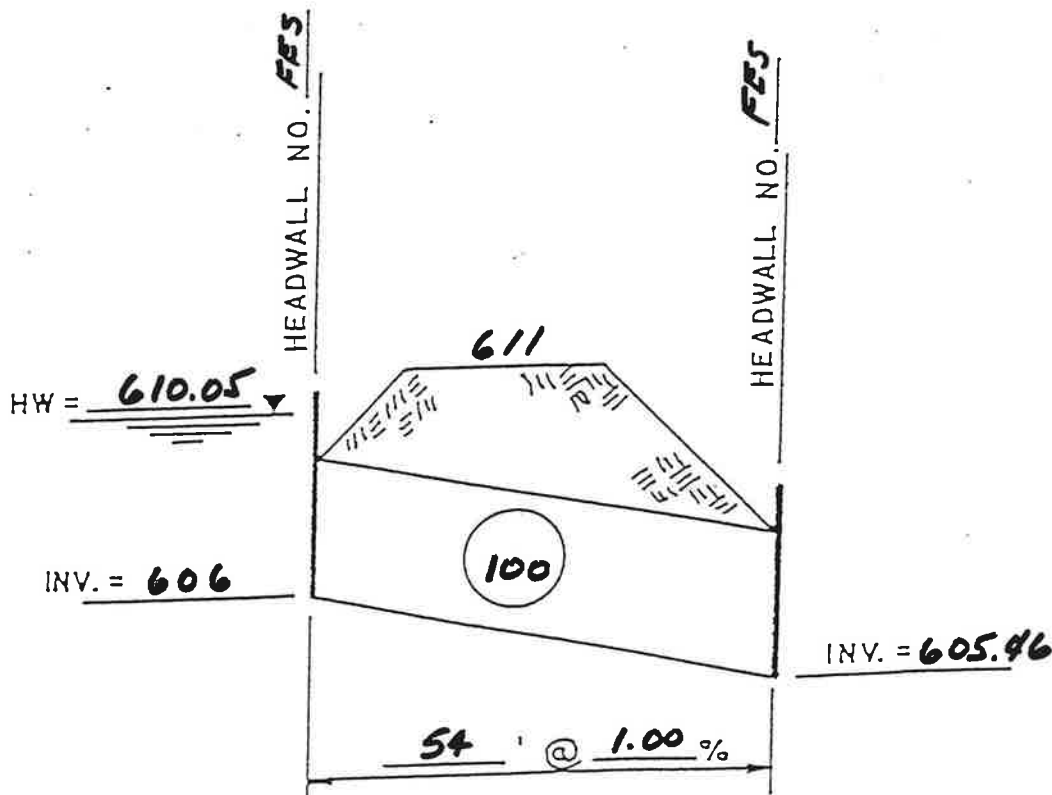 HEADWALL NO. FES
HEADWALL NO. FES
611
HW = 610.05
100
INV. = 606
INV. = 605.46
54 ' @ 1.00 %